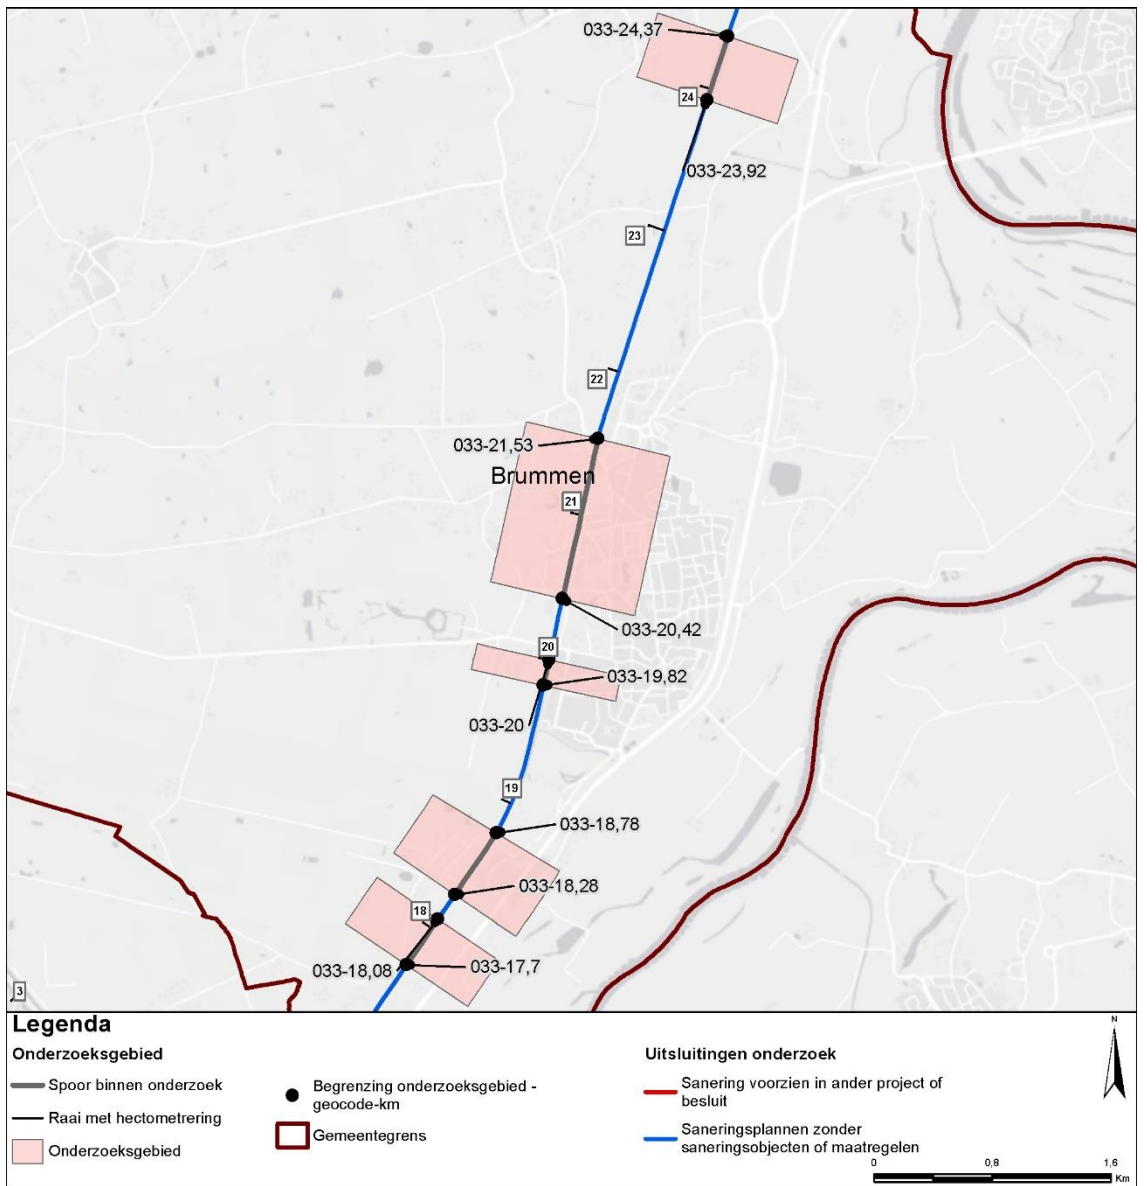 033-24,37
24
033-23,92
23
22
033-21,53
Brummen
21
033-20,42
20
033-19,82
033-20
19
033-18,78
033-18,28
18
033-18,08
033-17,7
3
Legenda
Onderzoeksgebied
Spoor binnen onderzoek
Raai met hectometrering
Onderzoeksgebied
Begrenzing onderzoeksgebied -
geocode-km
Gemeentegrens
Uitsluitingen onderzoek
Sanering voorzien in ander project of
besluit
Saneringsplannen zonder
saneringsobjecten of maatregelen
N
0 0,8 1,6
Km